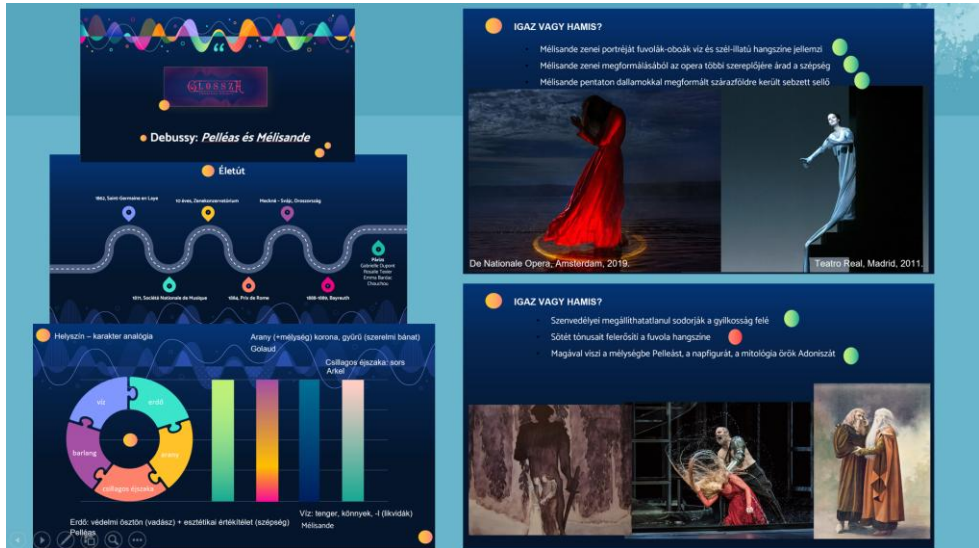 GLOSSZA
Debussy: Pelléas és Mélisande
Életút
1862, Saint-Germaine en Laye
10 éves, Zenekonzervatórium
Meckné - Svájc, Oroszország
1871, Société Nationale de Musique
1884, Prix de Rome
1888-1889, Bayreuth
Párizs
Gabrielle Dupont
Rosalie Texier
Emma Bardac
Chouchou
Helyszín – karakter analógia
Arany (+mélység) korona, gyűrű (szerelmi bánat)
Golaud
Csillagos éjszaka: sors
Arkel
víz
erdő
barlang
arany
csillagos éjszaka
Víz: tenger, könnyek, -l (likvidák)
Mélisande
Erdő: védelmi ösztön (vadász) + esztétikai értékítélet (szépség)
Pelléas
IGAZ VAGY HAMIS?
Mélisande zenei portréját fuvolák-oboák víz és szél-illatú hangszíne jellemzi
Mélisande zenei megformálásából az opera többi szereplőjére árad a szépség
Mélisande pentaton dallamokkal megformált szárazföldre került sebzett sellő
De Nationale Opera, Amsterdam, 2019.
Teatro Real, Madrid, 2011.
IGAZ VAGY HAMIS?
Szenvedélyei megállíthatatlanul sodorják a gyilkosság felé
Sötét tónusait felerősíti a fuvola hangszíne
Magával viszi a mélységbe Pelleást, a napfigurát, a mitológia örök Adoniszát